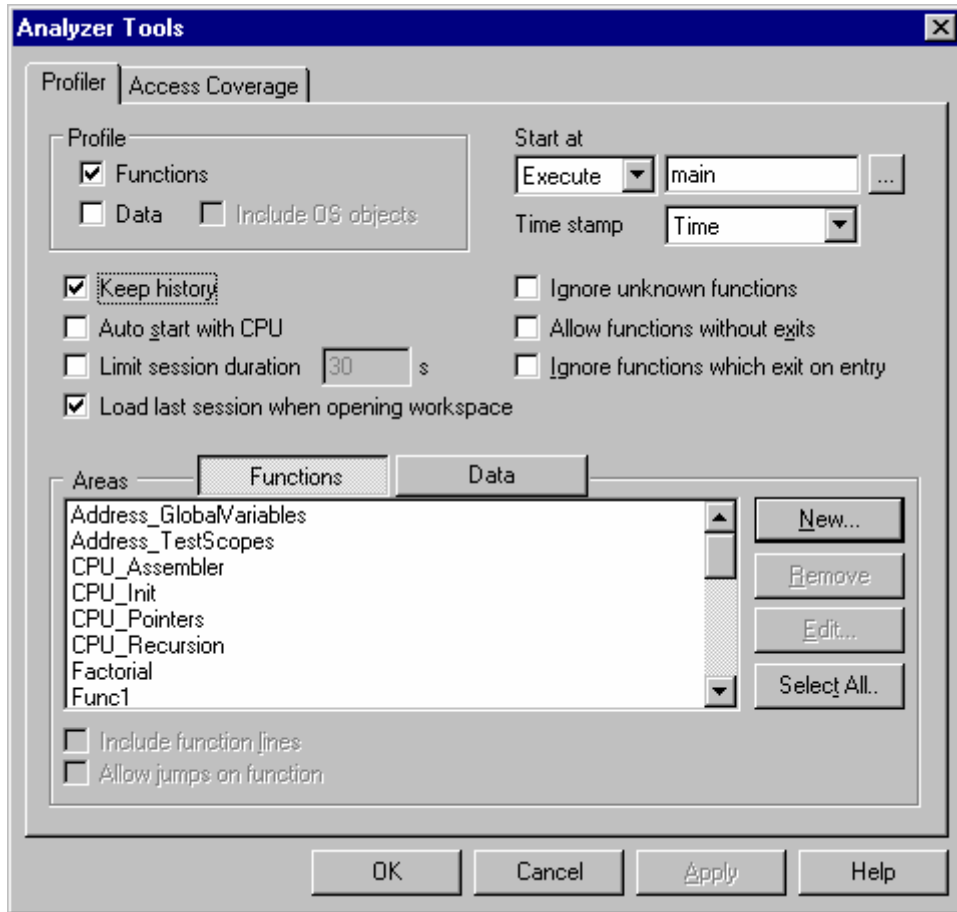 Analyzer Tools
Profiler Access Coverage
Profile
Functions
Data Include OS objects
Start at
Execute main ...
Time stamp Time
Keep history
Auto start with CPU
Limit session duration 30 s
Load last session when opening workspace
Ignore unknown functions
Allow functions without exits
Ignore functions which exit on entry
Areas Functions Data
Address_GlobalVariables
Address_TestScopes
CPU_Assembler
CPU_Init
CPU_Pointers
CPU_Recursion
Factorial
Func1
New...
Remove
Edit...
Select All..
Include function lines
Allow jumps on function
OK Cancel Apply Help